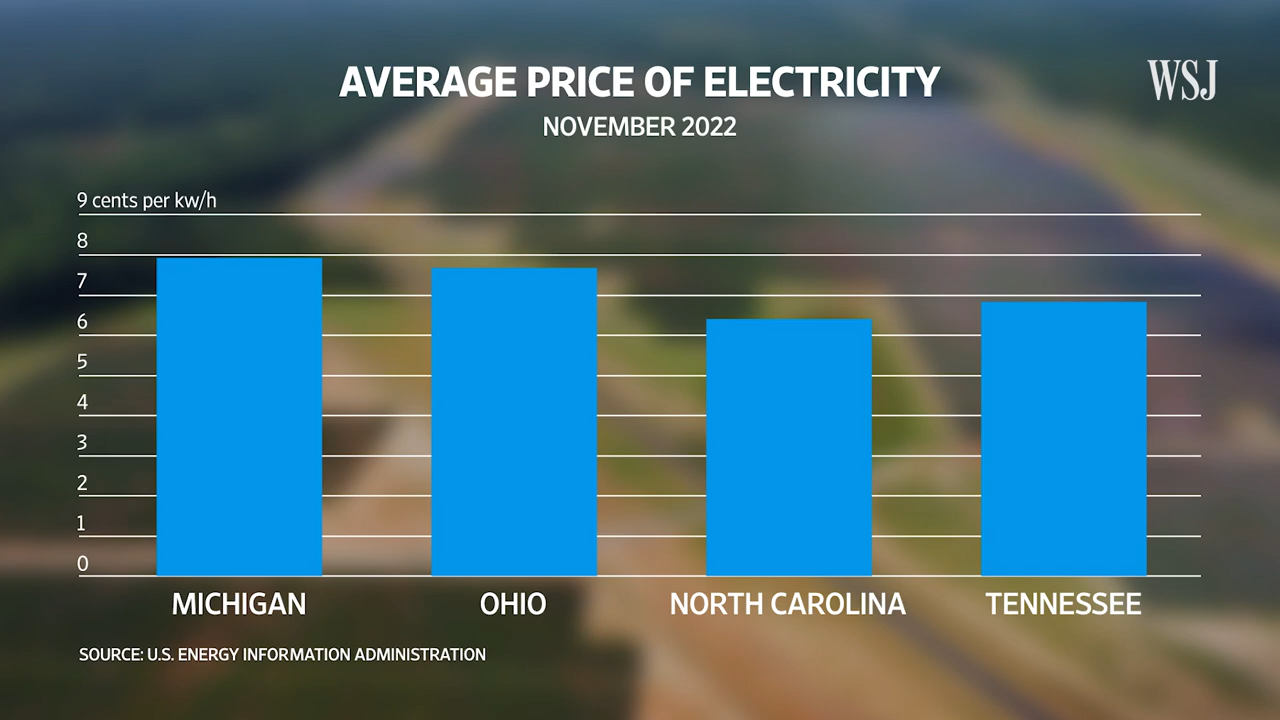 AVERAGE PRICE OF ELECTRICITY
WSJ
NOVEMBER 2022
9 cents per kw/h
8
7
6
5
4
3
2
1
0
MICHIGAN
OHIO
NORTH CAROLINA
TENNESSEE
SOURCE: U.S. ENERGY INFORMATION ADMINISTRATION